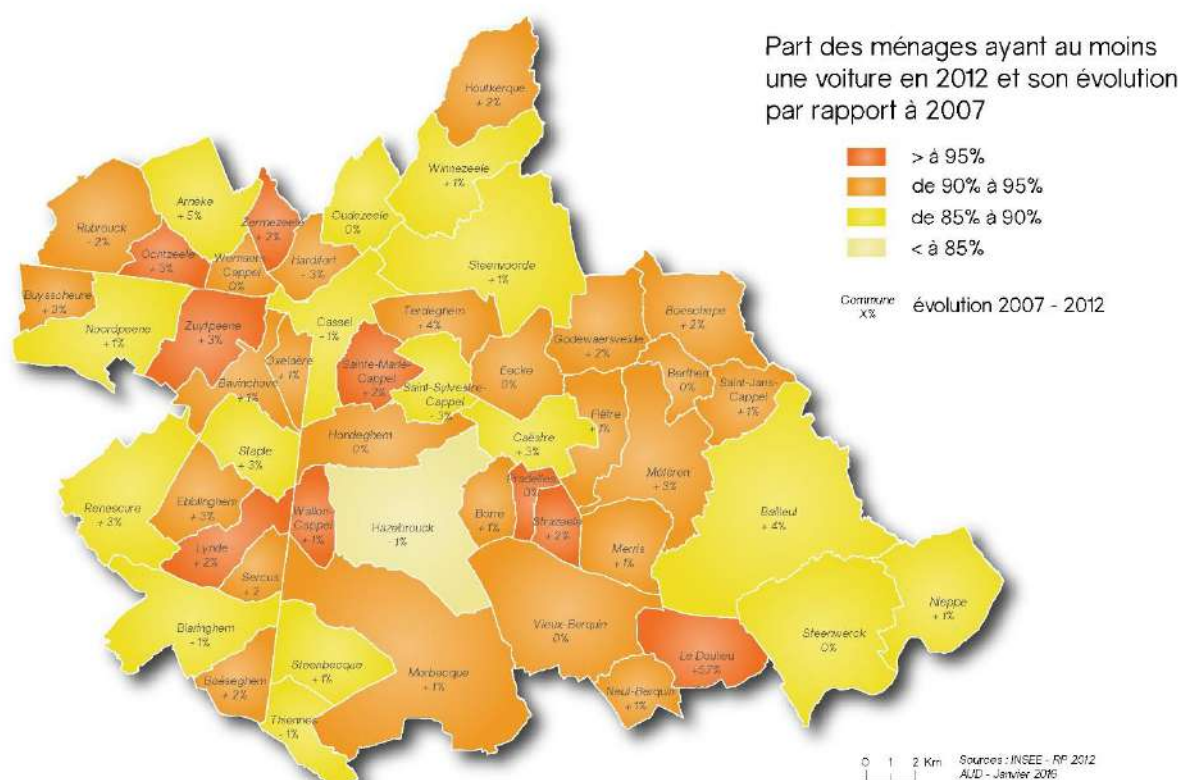 Part des ménages ayant au moins
une voiture en 2012 et son évolution
par rapport à 2007
> à 95%
de 90% à 95%
de 85% à 90%
< à 85%
Commune
X%
évolution 2007 - 2012
Houtkerque
+ 2%
Winnezeele
+ 1%
Arneke
+ 5%
Oudezeele
0%
Zermezeele
+ 2%
Rubrouck
- 2%
Ochtzeele
+ 3%
Wemaers-
Cappel
0%
Hardifort
- 3%
Steenvoorde
+ 1%
Buysscheure
+ 3%
Noordpeene
+ 1%
Zuytpeene
+ 3%
Cassel
- 1%
Terdeghem
+ 4%
Godewaersvelde
+ 2%
Boeschepe
+ 2%
Oxelaëre
+ 1%
Bavinchove
+ 1%
Sainte-Marie-
Cappel
+ 2%
Saint-Sylvestre-
Cappel
- 3%
Eecke
0%
Berthen
0%
Saint-Jans-
Cappel
+ 1%
Flêtre
+ 1%
Hondeghem
0%
Caëstre
+ 3%
Staple
+ 3%
Méteren
+ 3%
Renescure
+ 3%
Ebblinghem
+ 3%
Wallon-
Cappel
+ 1%
Hazebrouck
- 1%
Borre
+ 1%
Pradelles
0%
Strazeele
+ 2%
Bailleul
+ 4%
Lynde
+ 2%
Sercus
+ 2
Merris
+ 1%
Nieppe
+ 1%
Blaringhem
- 1%
Vieux-Berquin
0%
Steenwerck
0%
Le Doulieu
+5,7%
Steenbecque
+ 1%
Morbecque
+ 1%
Boëseghem
+ 2%
Neuf-Berquin
+ 1%
Thiennes
- 1%
0 1 2 Km
Sources : INSEE - RP 2012
AUD - Janvier 2016